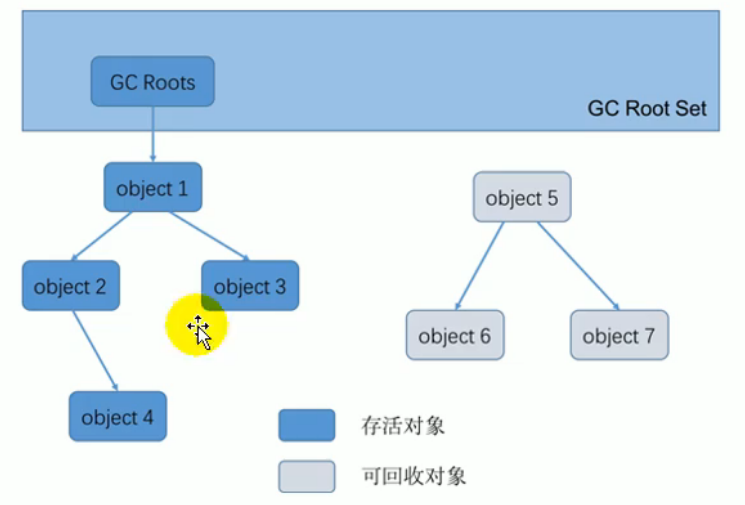 GC Roots
GC Root Set
object 1
object 5
object 2
object 3
object 6
object 7
object 4
存活对象
可回收对象